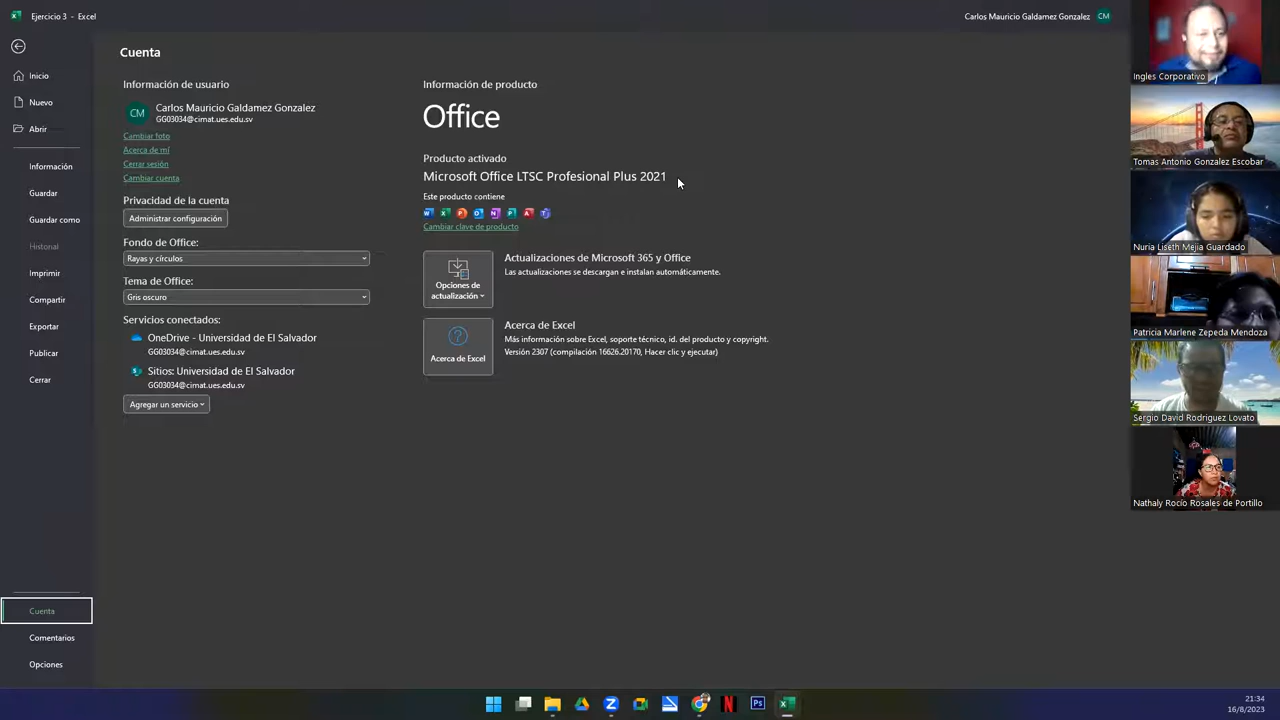 Ejercicio 3 - Excel
Carlos Mauricio Galdamez Gonzalez
CM
Cuenta
Inicio
Nuevo
Abrir
Información
Guardar
Guardar como
Historial
Imprimir
Compartir
Exportar
Publicar
Cerrar
Cuenta
Comentarios
Opciones
Información de usuario
CM
Carlos Mauricio Galdamez Gonzalez
GG03034@cimat.ues.edu.sv
Cambiar foto
Acerca de mí
Cerrar sesión
Cambiar cuenta
Privacidad de la cuenta
Administrar configuración
Fondo de Office:
Rayas y círculos
Tema de Office:
Gris oscuro
Servicios conectados:
OneDrive - Universidad de El Salvador
GG03034@cimat.ues.edu.sv
Sitios: Universidad de El Salvador
GG03034@cimat.ues.edu.sv
Agregar un servicio
Información de producto
Office
Producto activado
Microsoft Office LTSC Profesional Plus 2021
Este producto contiene
Cambiar clave de producto
Opciones de
actualización
Actualizaciones de Microsoft 365 y Office
Las actualizaciones se descargan e instalan automáticamente.
Acerca de Excel
Acerca de Excel
Más información sobre Excel, soporte técnico, id. del producto y copyright.
Versión 2307 (compilación 16626.20170, Hacer clic y ejecutar)
Ingles Corporativo
Tomas Antonio Gonzalez Escobar
Nuria Liseth Mejia Guardado
Patricia Marlene Zepeda Mendoza
Sergio David Rodriguez Lovato
Nathaly Rocío Rosales de Portillo
21:34
16/8/2023